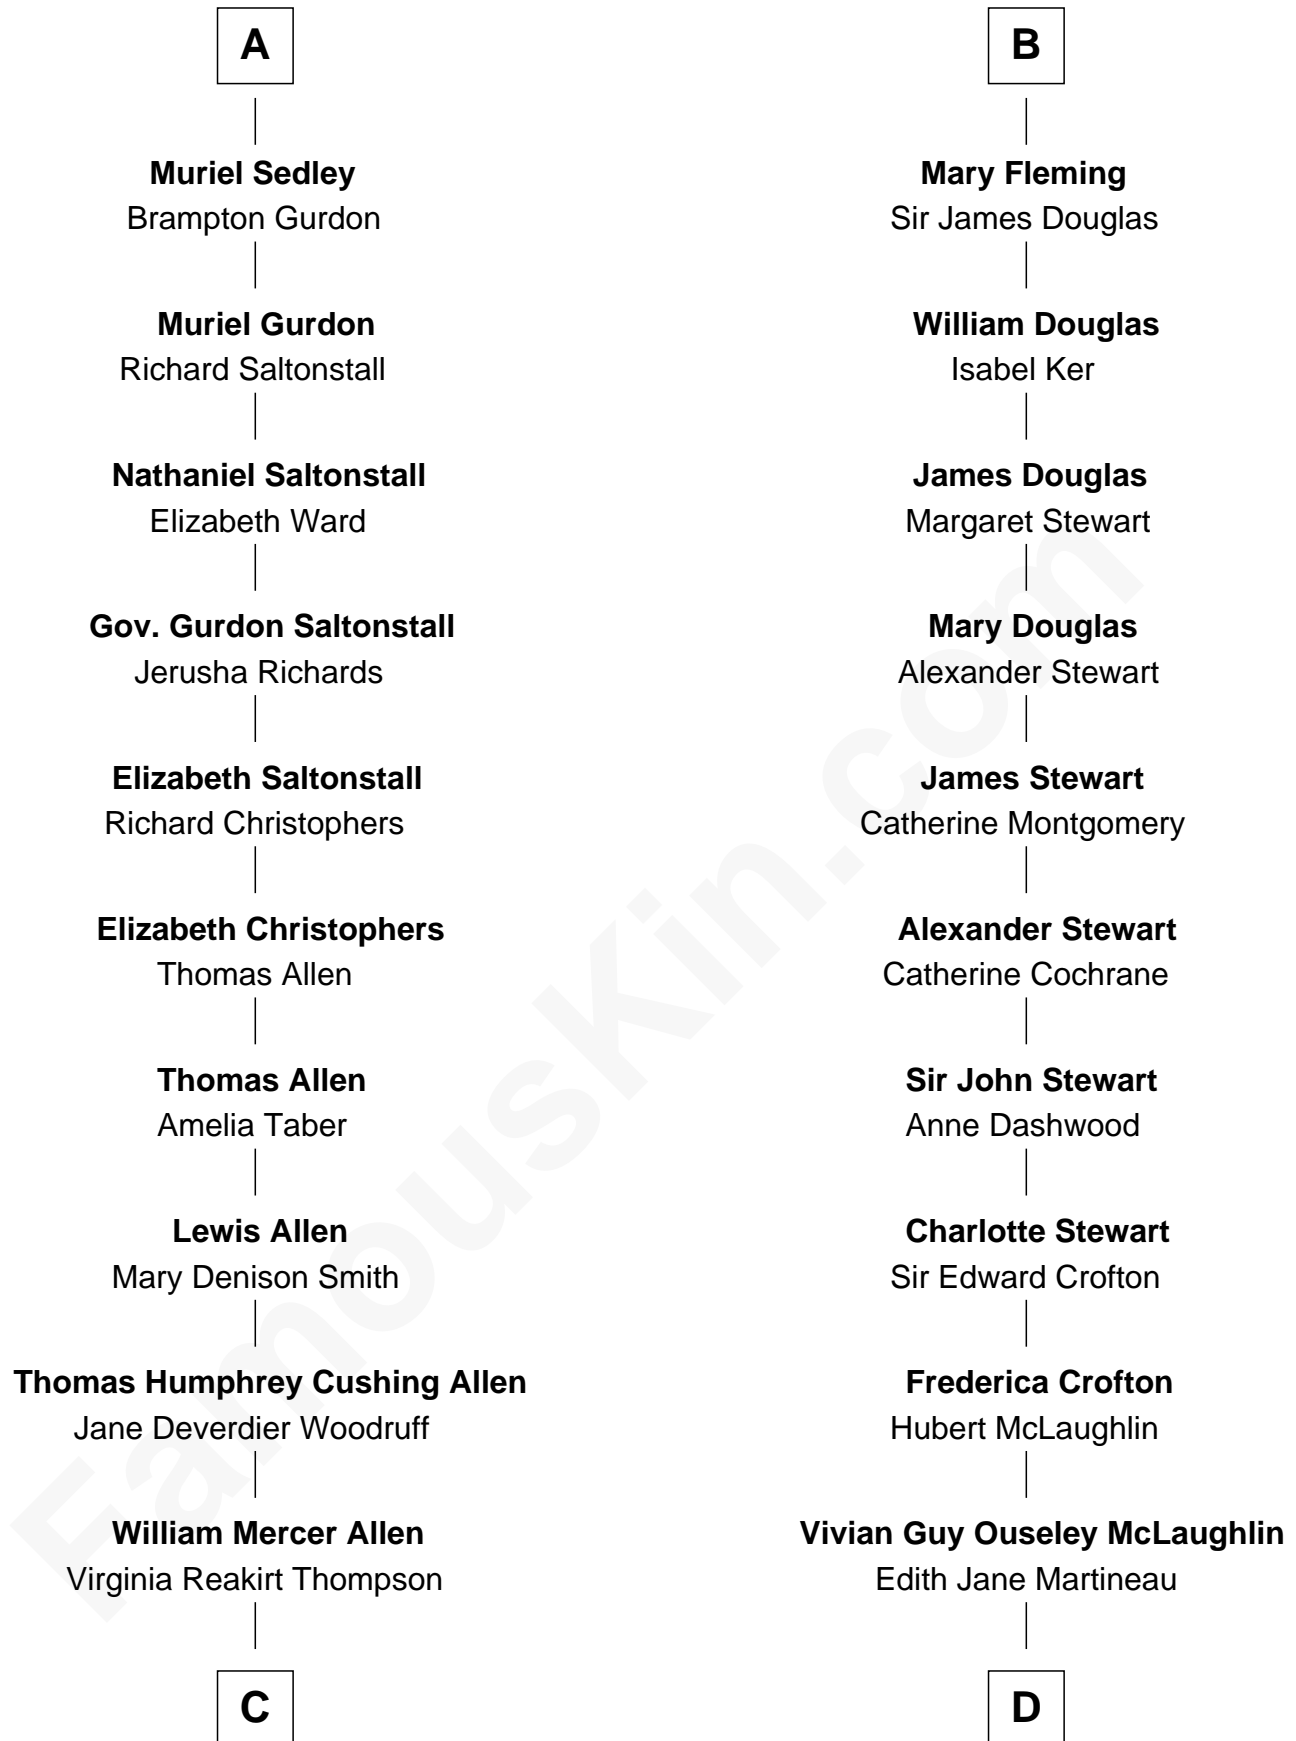 A
Muriel Sedley
Brampton Gurdon
Muriel Gurdon
Richard Saltonstall
Nathaniel Saltonstall
Elizabeth Ward
Gov. Gurdon Saltonstall
Jerusha Richards
Elizabeth Saltonstall
Richard Christophers
Elizabeth Christophers
Thomas Allen
Thomas Allen
Amelia Taber
Lewis Allen
Mary Denison Smith
Thomas Humphrey Cushing Allen
Jane Deverdier Woodruff
William Mercer Allen
Virginia Reakirt Thompson
C
B
Mary Fleming
Sir James Douglas
William Douglas
Isabel Ker
James Douglas
Margaret Stewart
Mary Douglas
Alexander Stewart
James Stewart
Catherine Montgomery
Alexander Stewart
Catherine Cochrane
Sir John Stewart
Anne Dashwood
Charlotte Stewart
Sir Edward Crofton
Frederica Crofton
Hubert McLaughlin
Vivian Guy Ouseley McLaughlin
Edith Jane Martineau
D
FamousKin.com